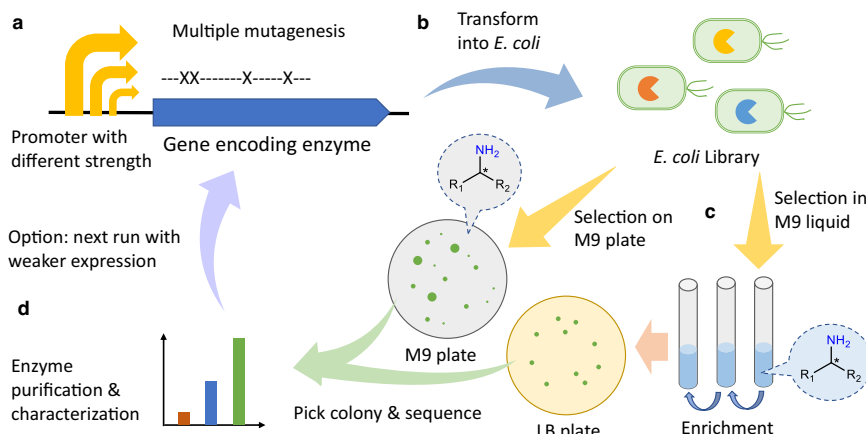 a
Multiple mutagenesis
---XX-------X-----X---
Promoter with
different strength
Gene encoding enzyme
b
Transform
into E. coli
E. coli Library
NH2
*
R1
R2
Selection on
M9 plate
M9 plate
c
Selection in
M9 liquid
NH2
*
R1
R2
Enrichment
LB plate
Pick colony & sequence
Option: next run with
weaker expression
d
Enzyme
purification &
characterization